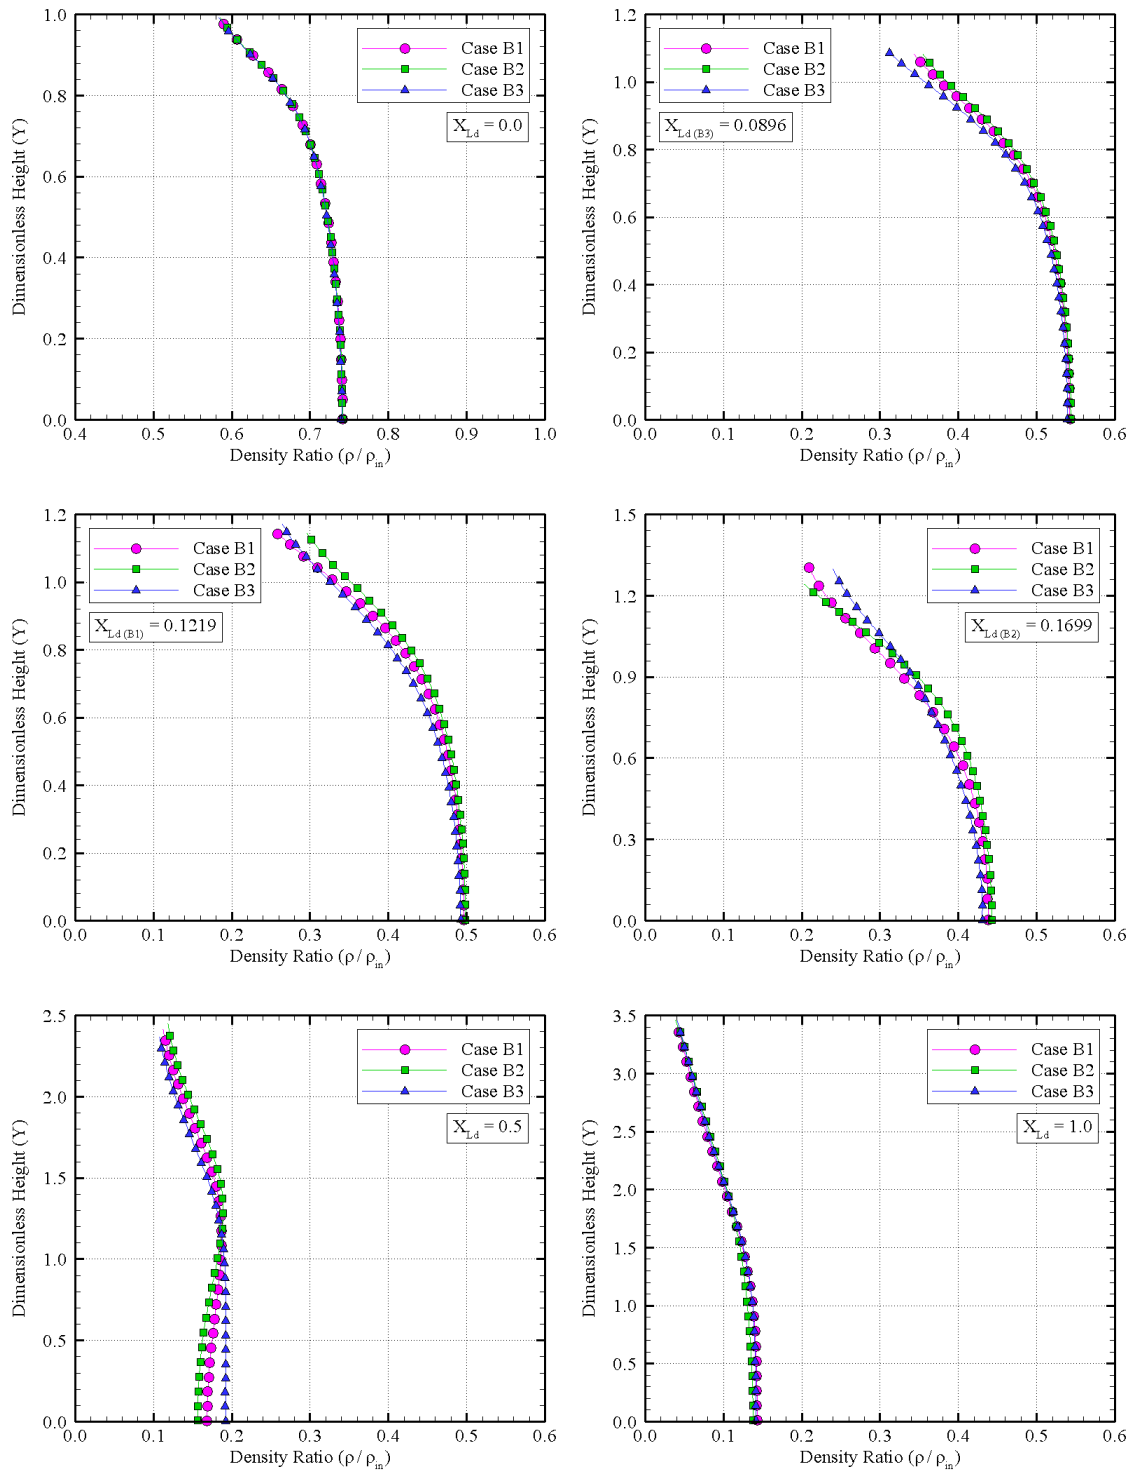 1.0
0.8
0.6
0.4
0.2
0.0
0.4 0.5 0.6 0.7 0.8 0.9 1.0
Dimensionless Height (Y)
Density Ratio (ρ / ρin)
Case B1
Case B2
Case B3
XLd = 0.0
1.2
1.0
0.8
0.6
0.4
0.2
0.0
0.0 0.1 0.2 0.3 0.4 0.5 0.6
Dimensionless Height (Y)
Density Ratio (ρ / ρin)
Case B1
Case B2
Case B3
XLd (B3) = 0.0896
1.2
1.0
0.8
0.6
0.4
0.2
0.0
0.0 0.1 0.2 0.3 0.4 0.5 0.6
Dimensionless Height (Y)
Density Ratio (ρ / ρin)
Case B1
Case B2
Case B3
XLd (B1) = 0.1219
1.5
1.2
0.9
0.6
0.3
0.0
0.0 0.1 0.2 0.3 0.4 0.5 0.6
Dimensionless Height (Y)
Density Ratio (ρ / ρin)
Case B1
Case B2
Case B3
XLd (B2) = 0.1699
2.5
2.0
1.5
1.0
0.5
0.0
0.0 0.1 0.2 0.3 0.4 0.5 0.6
Dimensionless Height (Y)
Density Ratio (ρ / ρin)
Case B1
Case B2
Case B3
XLd = 0.5
3.5
3.0
2.5
2.0
1.5
1.0
0.5
0.0
0.0 0.1 0.2 0.3 0.4 0.5 0.6
Dimensionless Height (Y)
Density Ratio (ρ / ρin)
Case B1
Case B2
Case B3
XLd = 1.0